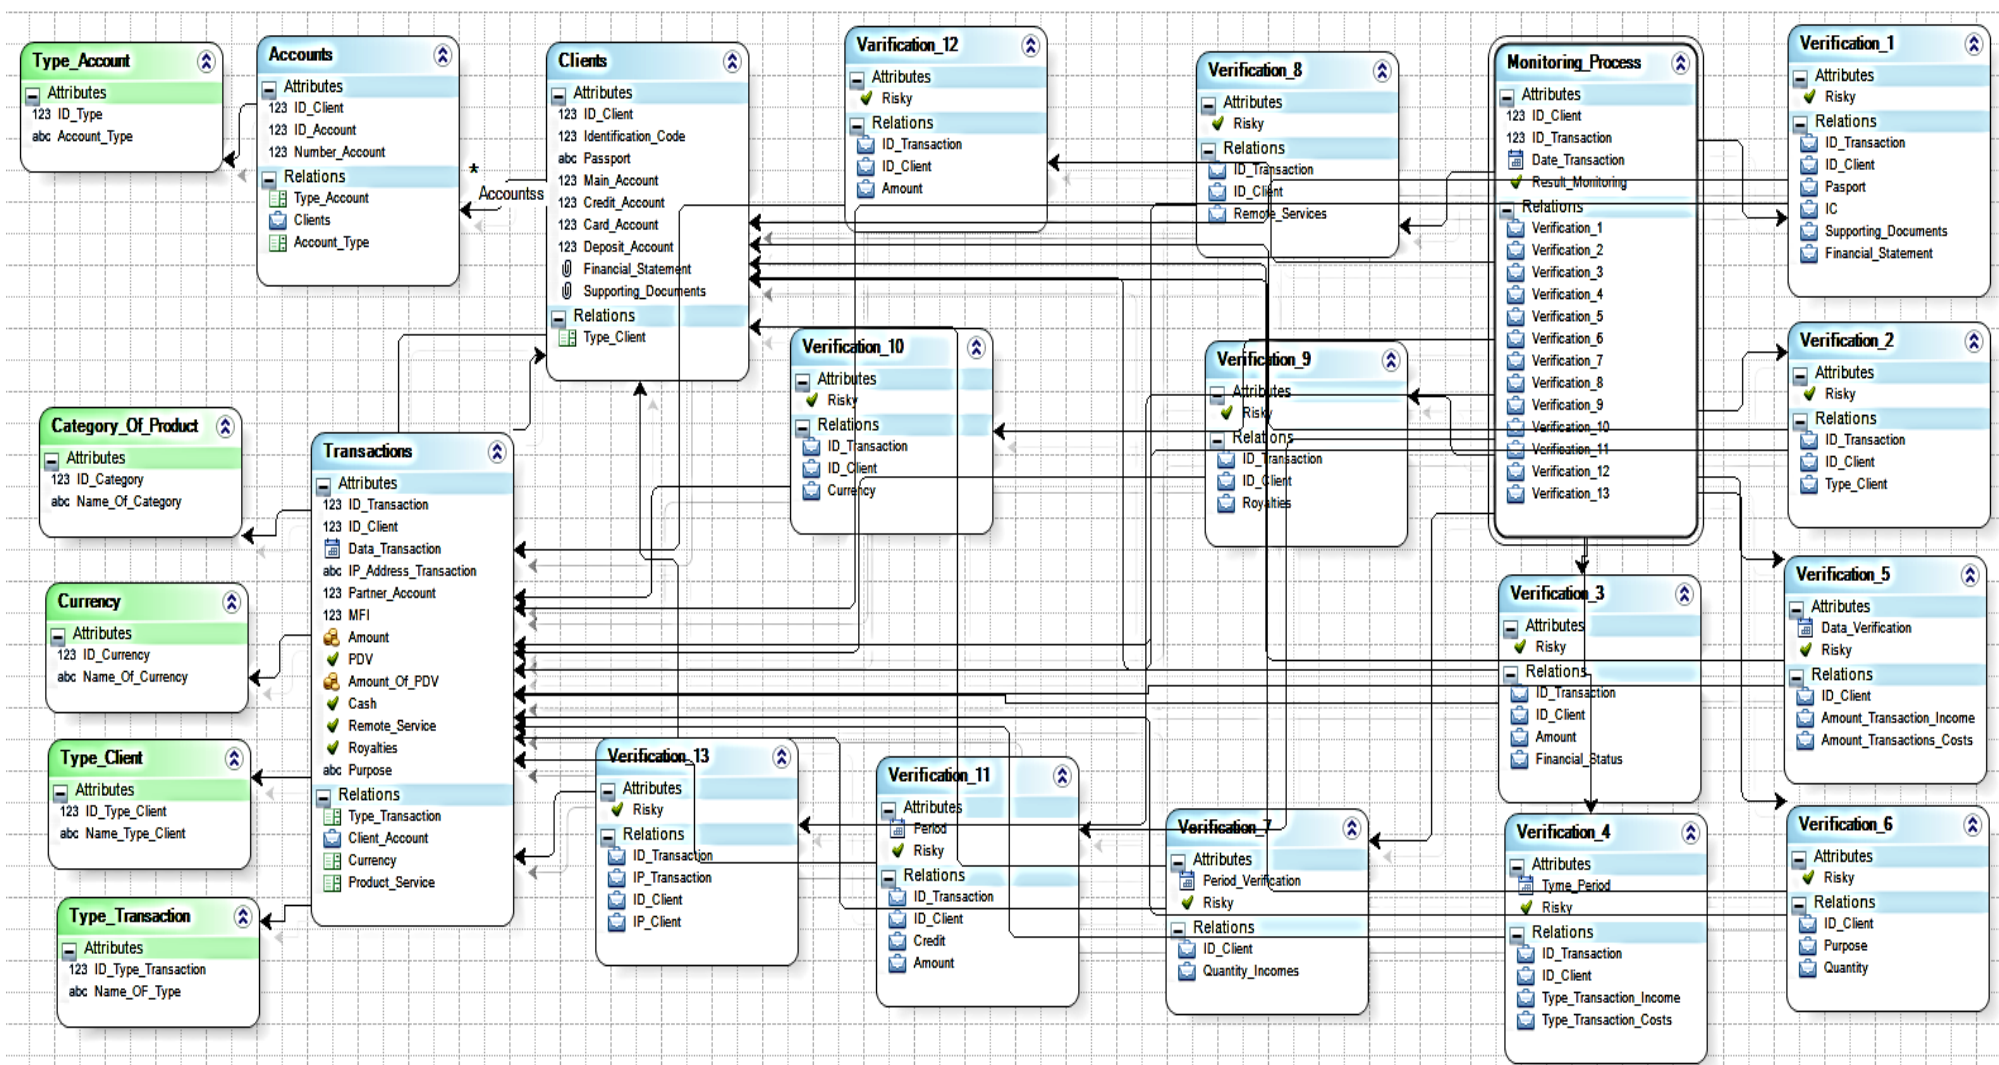 Type_Account
Attributes
123 ID_Type
abc Account_Type
Accounts
Attributes
123 ID_Client
123 ID_Account
123 Number_Account
Relations
Type_Account
Clients
Account_Type
*
Accountss
Clients
Attributes
123 ID_Client
123 Identification_Code
abc Passport
123 Main_Account
123 Credit_Account
123 Card_Account
123 Deposit_Account
Financial_Statement
Supporting_Documents
Relations
Type_Client
Varification_12
Attributes
Risky
Relations
ID_Transaction
ID_Client
Amount
Verification_8
Attributes
Risky
Relations
ID_Transaction
ID_Client
Remote_Services
Monitoring_Process
Attributes
123 ID_Client
123 ID_Transaction
Date_Transaction
Result_Monitoring
Relations
Verification_1
Verification_2
Verification_3
Verification_4
Verification_5
Verification_6
Verification_7
Verification_8
Verification_9
Verification_10
Verification_11
Verification_12
Verification_13
Verification_1
Attributes
Risky
Relations
ID_Transaction
ID_Client
Pasport
IC
Supporting_Documents
Financial_Statement
Verification_10
Attributes
Risky
Relations
ID_Transaction
ID_Client
Currency
Verification_9
Attributes
Risky
Relations
ID_Transaction
ID_Client
Royalties
Verification_2
Attributes
Risky
Relations
ID_Transaction
ID_Client
Type_Client
Category_Of_Product
Attributes
123 ID_Category
abc Name_Of_Category
Transactions
Attributes
123 ID_Transaction
123 ID_Client
Data_Transaction
abc IP_Address_Transaction
123 Partner_Account
123 MFI
Amount
PDV
Amount_Of_PDV
Cash
Remote_Service
Royalties
abc Purpose
Relations
Type_Transaction
Client_Account
Currency
Product_Service
Currency
Attributes
123 ID_Currency
abc Name_Of_Currency
Type_Client
Attributes
123 ID_Type_Client
abc Name_Type_Client
Type_Transaction
Attributes
123 ID_Type_Transaction
abc Name_OF_Type
Verification_13
Attributes
Risky
Relations
ID_Transaction
IP_Transaction
ID_Client
IP_Client
Verification_11
Attributes
Period
Risky
Relations
ID_Transaction
ID_Client
Credit
Amount
Verification_7
Attributes
Period_Verification
Risky
Relations
ID_Client
Quantity_Incomes
Verification_3
Attributes
Risky
Relations
ID_Transaction
ID_Client
Amount
Financial_Status
Verification_4
Attributes
Tyme_Period
Risky
Relations
ID_Transaction
ID_Client
Type_Transaction_Income
Type_Transaction_Costs
Verification_5
Attributes
Data_Verification
Risky
Relations
ID_Client
Amount_Transaction_Income
Amount_Transactions_Costs
Verification_6
Attributes
Risky
Relations
ID_Client
Purpose
Quantity